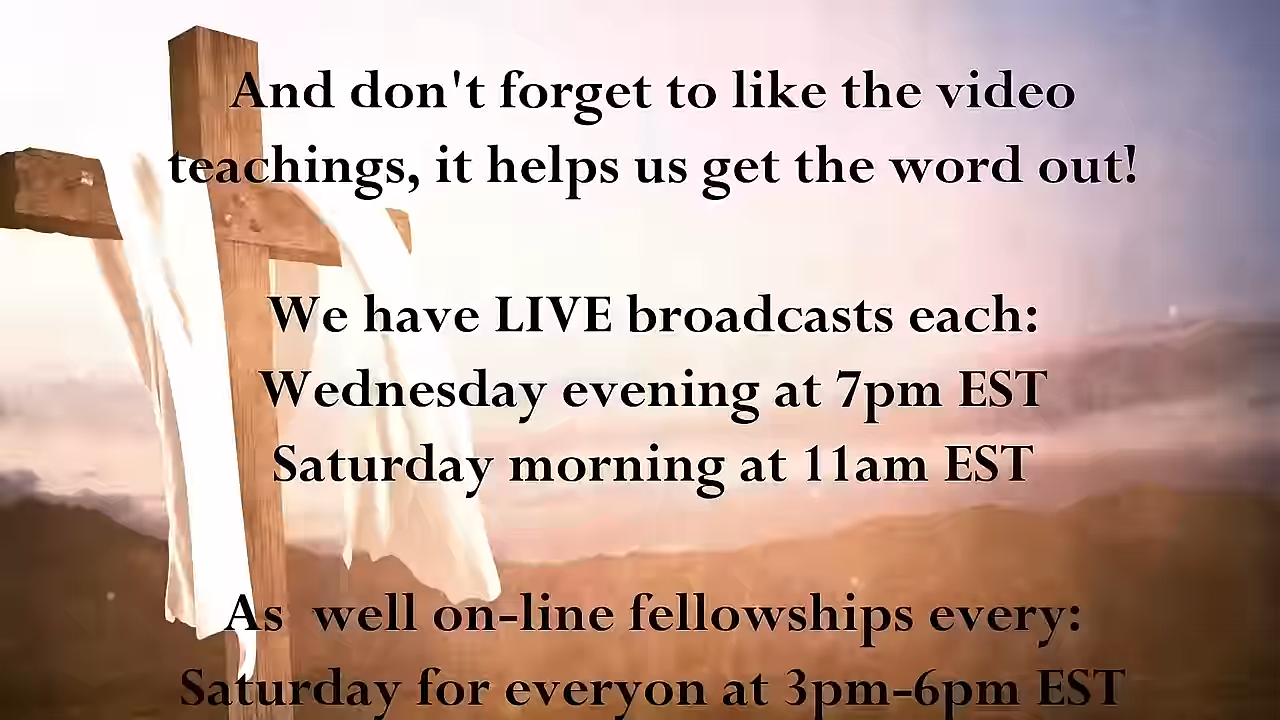 And don't forget to like the video
teachings, it helps us get the word out!
We have LIVE broadcasts each:
Wednesday evening at 7pm EST
Saturday morning at 11am EST
As  well on-line fellowships every:
Saturday for everyon at 3pm-6pm EST